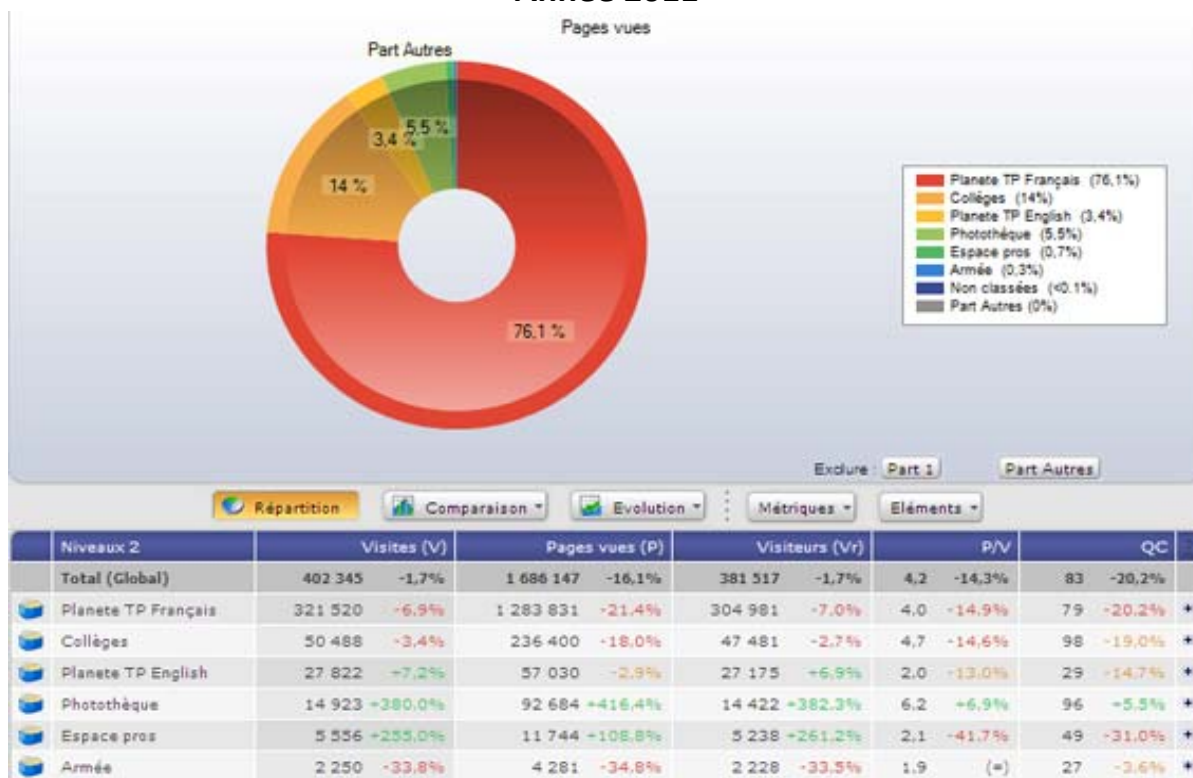 Pages vues
Part Autres
5,5 %
3,4 %
14 %
76,1 %
Planete TP Français (76,1%)
Collèges (14%)
Planete TP English (3,4%)
Photothèque (5,5%)
Espace pros (0,7%)
Armée (0,3%)
Non classées (<0.1%)
Part Autres (0%)
Exclure : Part 1 Part Autres
Répartition Comparaison Evolution Métriques Eléments
Niveaux 2 Visites (V) Pages vues (P) Visiteurs (Vr) P/V QC
Total (Global) 402 345 -1,7% 1 686 147 -16,1% 381 517 -1,7% 4,2 -14,3% 83 -20,2%
Planete TP Français 321 520 -6,9% 1 283 831 -21,4% 304 981 -7,0% 4,0 -14,9% 79 -20,2%
Collèges 50 488 -3,4% 236 400 -18,0% 47 481 -2,7% 4,7 -14,6% 98 -19,0%
Planete TP English 27 822 +7,2% 57 030 -2,9% 27 175 +6,9% 2,0 -13,0% 29 -14,7%
Photothèque 14 923 +380,0% 92 684 +416,4% 14 422 +382,3% 6,2 +6,9% 96 +5,5%
Espace pros 5 556 +255,0% 11 744 +108,8% 5 238 +261,2% 2,1 -41,7% 49 -31,0%
Armée 2 250 -33,8% 4 281 -34,8% 2 228 -33,5% 1,9 (=) 27 -3,6%